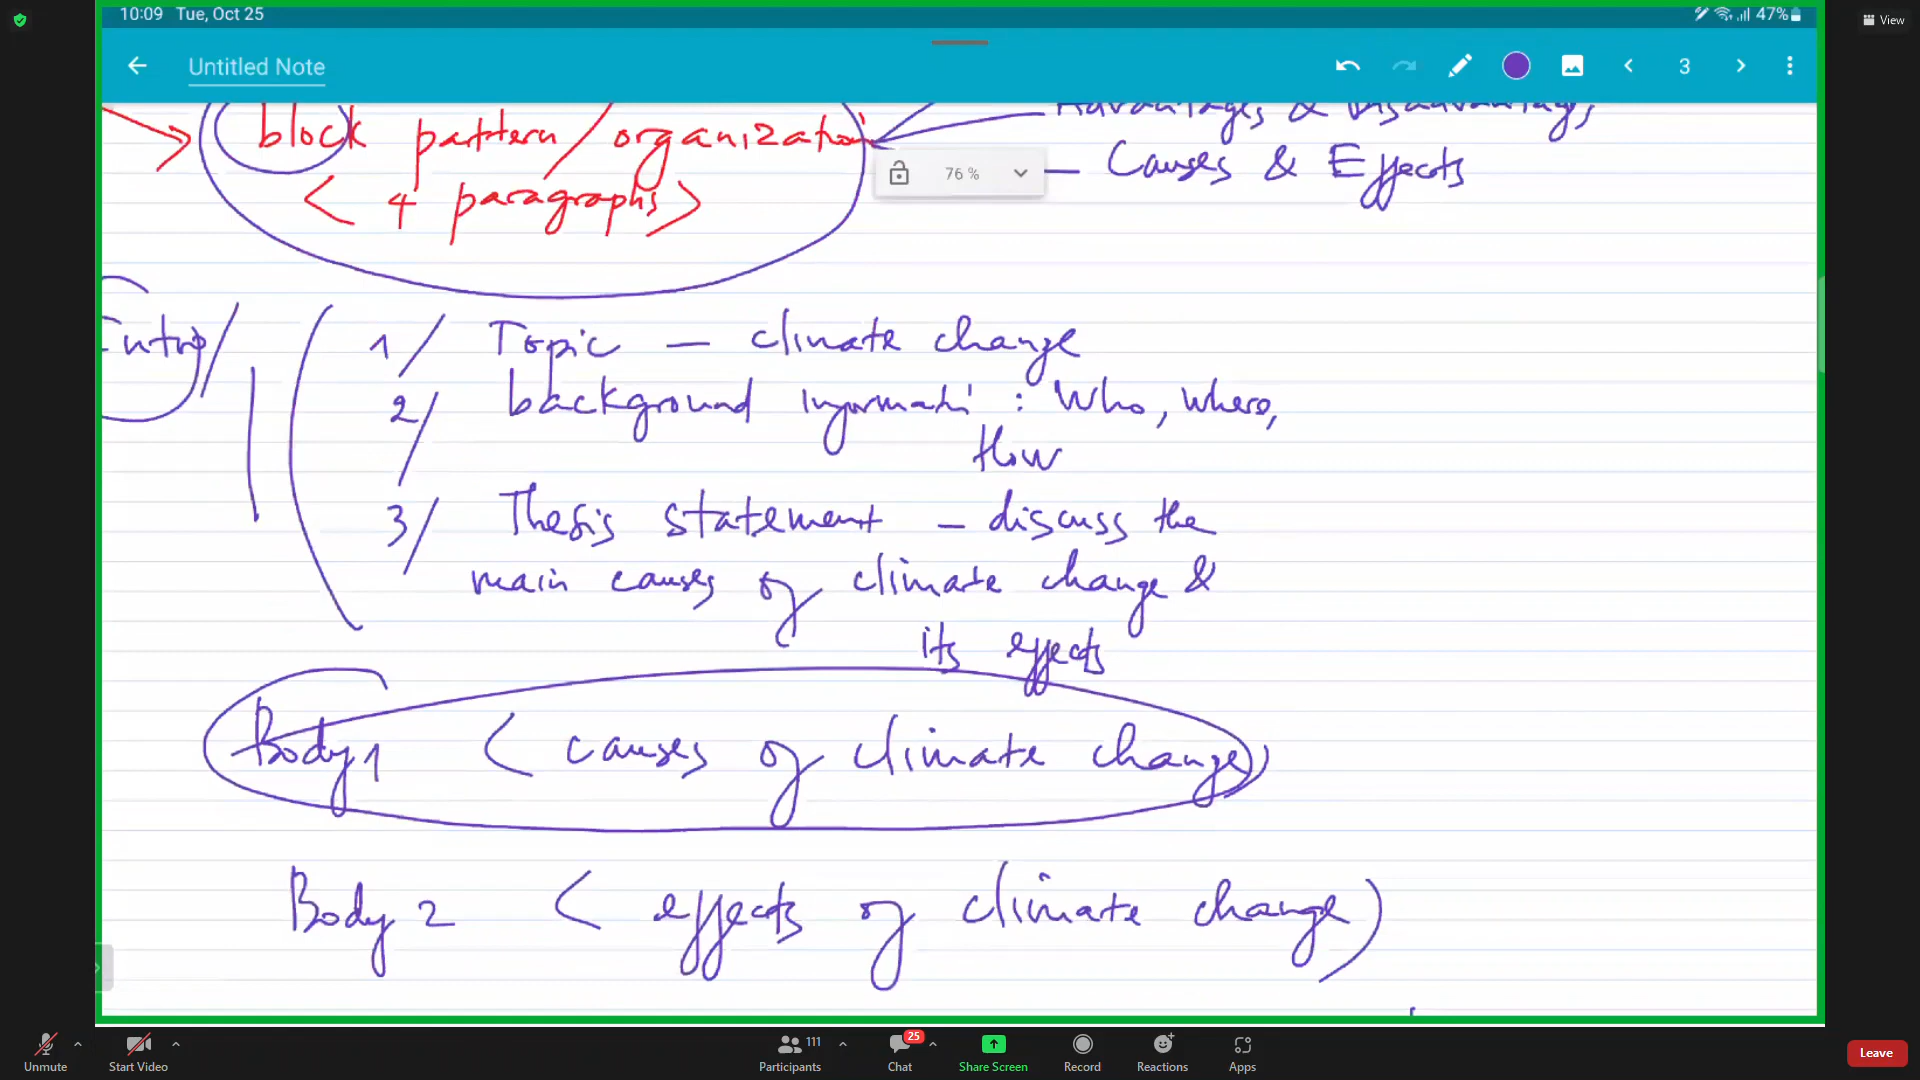 10:09 Tue, Oct 25
47%
View
Untitled Note
3
Advantages & Disadvantages
block pattern/organization
76 %
— Causes & Effects
< 4 paragraphs >
Intro/
1/ Topic — climate change
2/ background informati : Who, where,
How
3/ Thesis statement – discuss the
main causes of climate change &
its effects
Body 1 ( causes of climate change)
Body 2 ( effects of climate change)
Unmute
Start Video
111
Participants
25
Chat
Share Screen
Record
Reactions
Apps
Leave